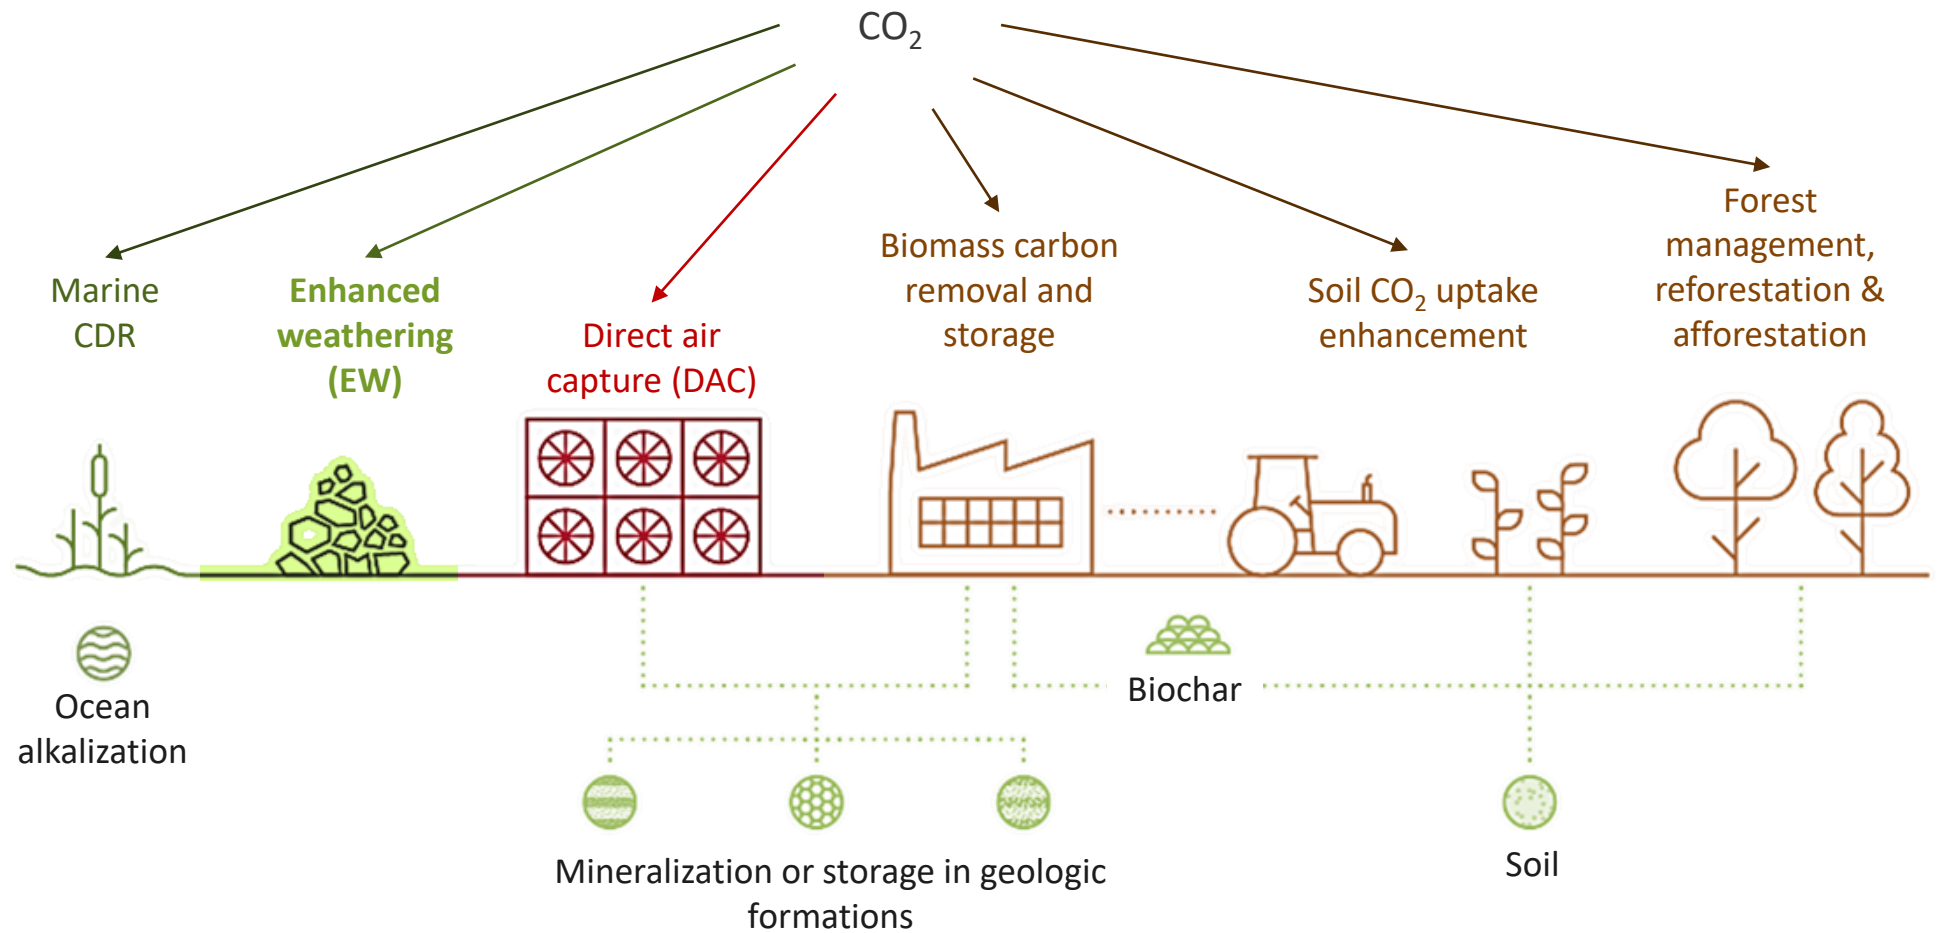 CO₂
Marine
CDR
Enhanced
weathering
(EW)
Direct air
capture (DAC)
Biomass carbon
removal and
storage
Soil CO₂ uptake
enhancement
Forest
management,
reforestation &
afforestation
Ocean
alkalization
Biochar
Mineralization or storage in geologic
formations
Soil